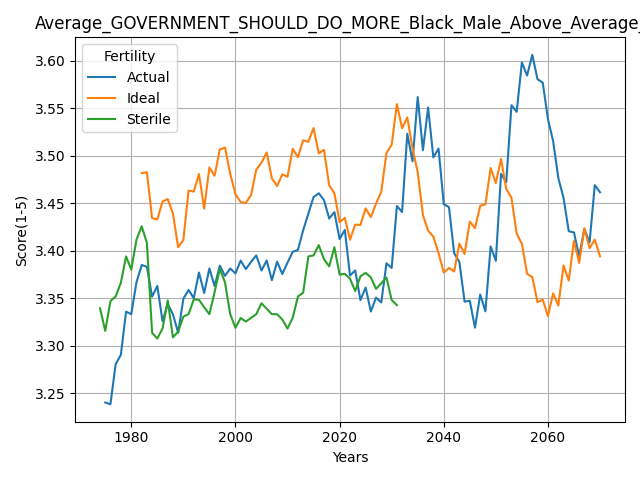 Average_GOVERNMENT_SHOULD_DO_MORE_Black_Male_Above_Average_
Fertility
Actual
Ideal
Sterile
Score(1-5)
3.60
3.55
3.50
3.45
3.40
3.35
3.30
3.25
1980 2000 2020 2040 2060
Years